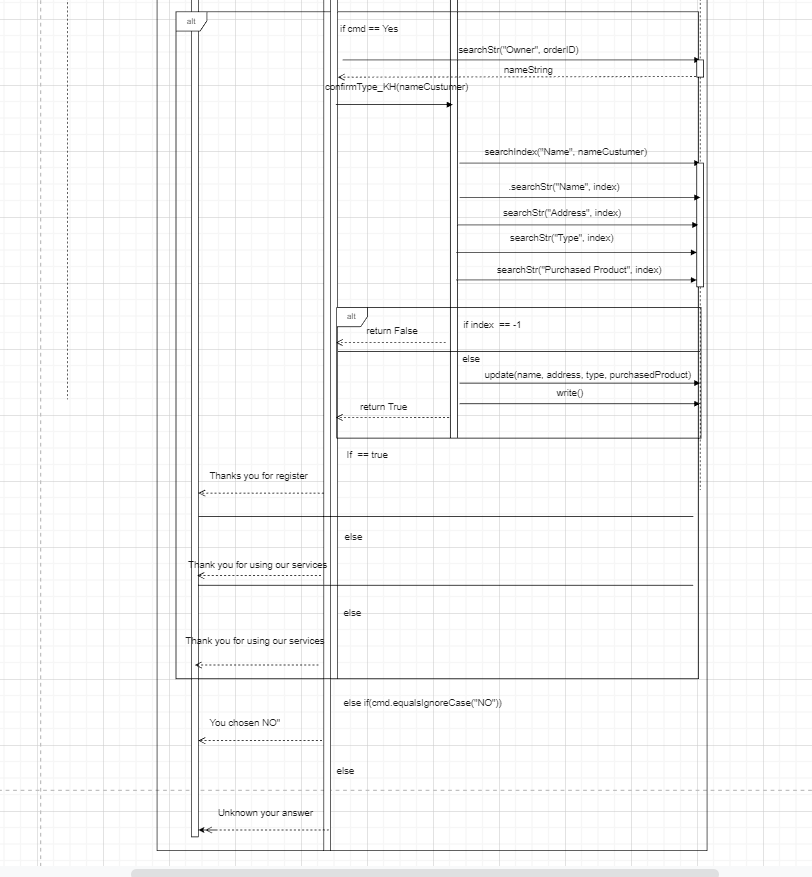 alt
if cmd == Yes
searchStr("Owner", orderID)
nameString
confirmType_KH(nameCustumer)
searchIndex("Name", nameCustumer)
.searchStr("Name", index)
searchStr("Address", index)
searchStr("Type", index)
searchStr("Purchased Product", index)
alt
if index == -1
return False
else
update(name, address, type, purchasedProduct)
write()
return True
If == true
Thanks you for register
else
Thank you for using our services
else
Thank you for using our services
else if(cmd.equalsIgnoreCase("NO"))
You chosen NO"
else
Unknown your answer